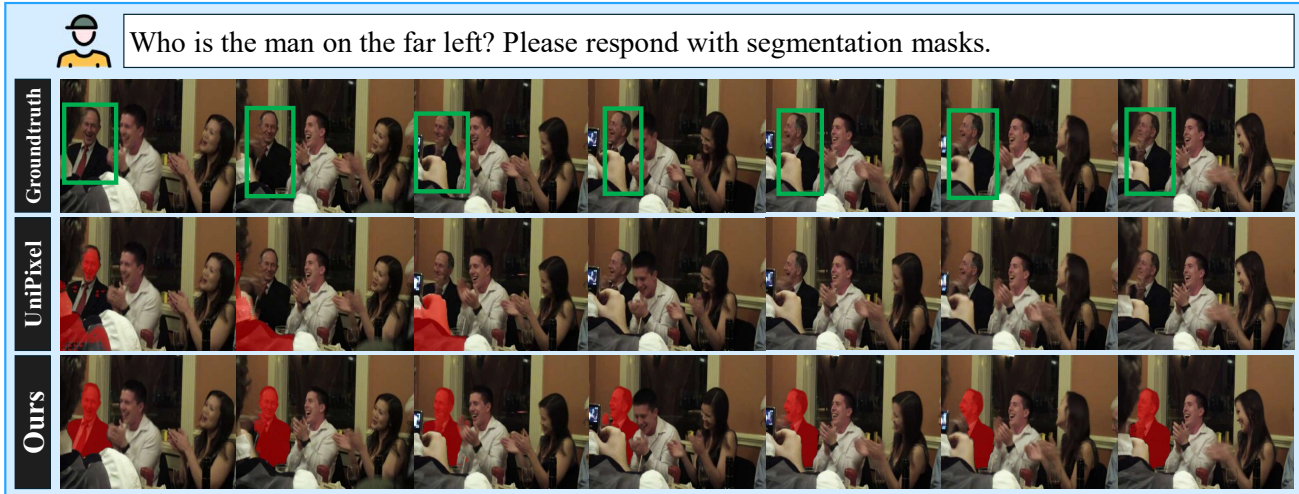 Who is the man on the far left? Please respond with segmentation masks.
Groundtruth
UniPixel
Ours